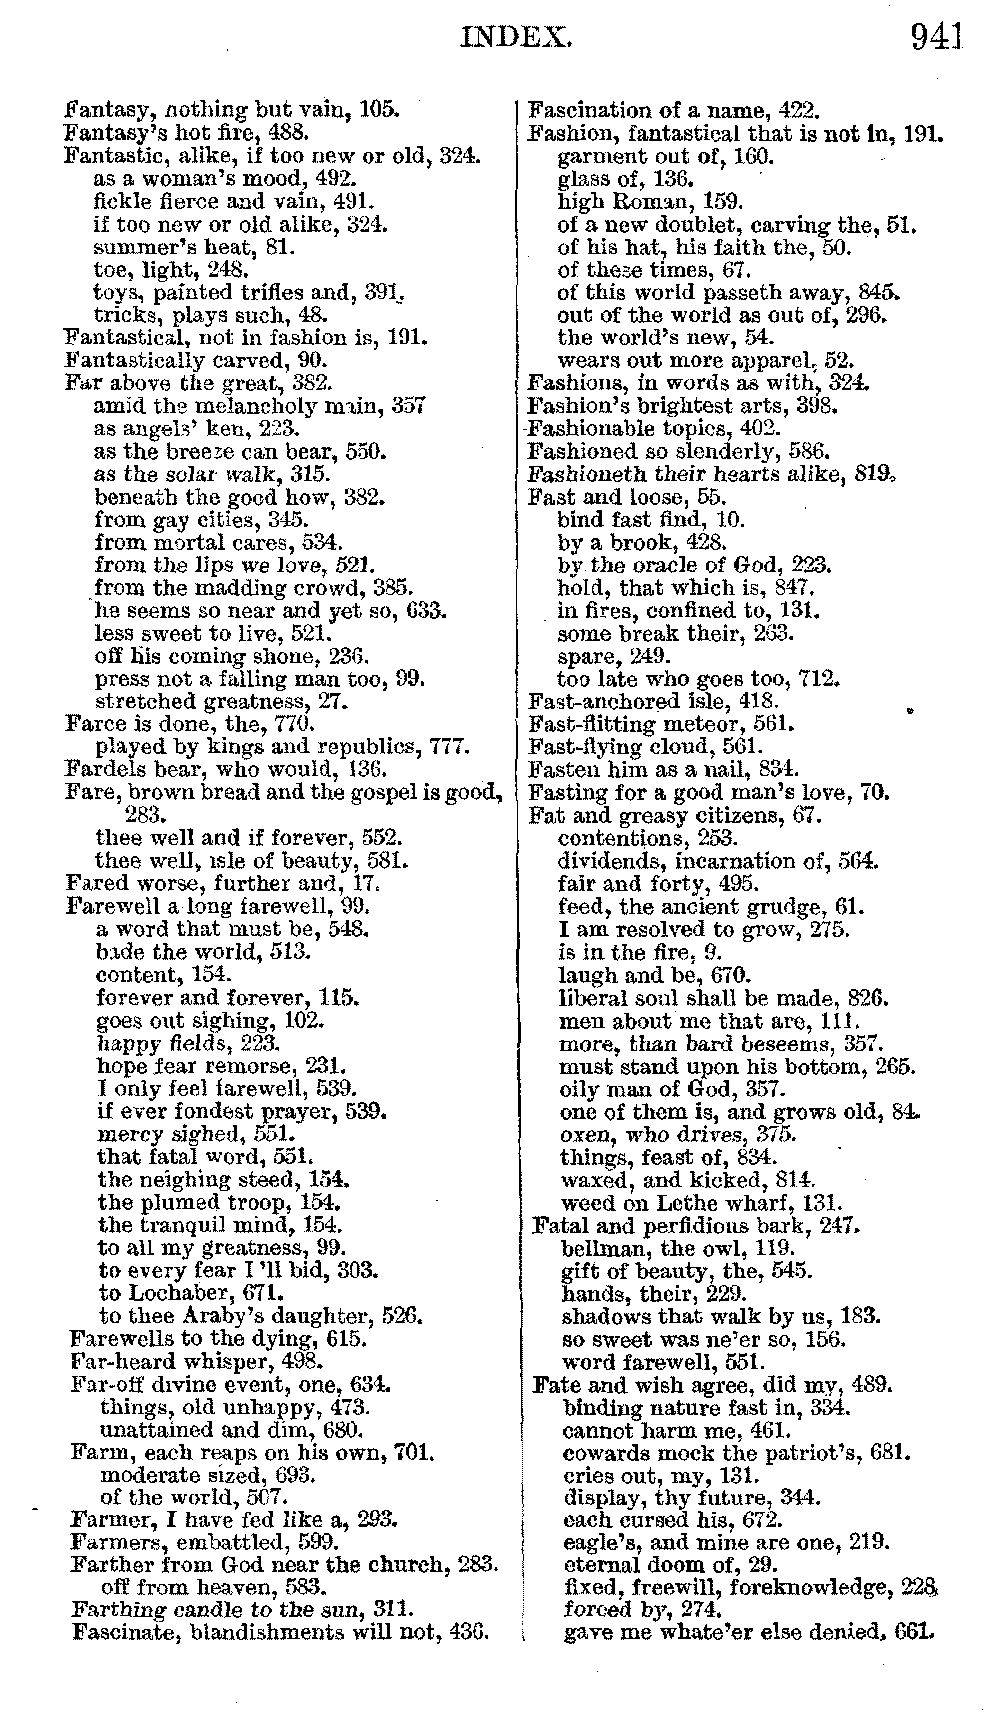 INDEX. 941
Fantasy, nothing but vain, 105.
Fantasy's hot fire, 488.
Fantastic, alike, if too new or old, 324.
as a woman's mood, 492.
fickle fierce and vain, 491.
if too new or old alike, 324.
summer's heat, 81.
toe, light, 248.
toys, painted trifles and, 391.
tricks, plays such, 48.
Fantastical, not in fashion is, 191.
Fantastically carved, 90.
Far above the great, 382.
amid the melancholy main, 357
as angels' ken, 223.
as the breeze can bear, 550.
as the solar walk, 315.
beneath the good how, 382.
from gay cities, 345.
from mortal cares, 534.
from the lips we love, 521.
from the madding crowd, 385.
he seems so near and yet so, 633.
less sweet to live, 521.
off his coming shone, 236.
press not a falling man too, 99.
stretched greatness, 27.
Farce is done, the, 770.
played by kings and republics, 777.
Fardels bear, who would, 136.
Fare, brown bread and the gospel is good,
283.
thee well and if forever, 552.
thee well, isle of beauty, 581.
Fared worse, further and, 17.
Farewell a long farewell, 99.
a word that must be, 548.
bade the world, 513.
content, 154.
forever and forever, 115.
goes out sighing, 102.
happy fields, 223.
hope fear remorse, 231.
I only feel farewell, 539.
if ever fondest prayer, 539.
mercy sighed, 551.
that fatal word, 551.
the neighing steed, 154.
the plumed troop, 154.
the tranquil mind, 154.
to all my greatness, 99.
to every fear I 'll bid, 303.
to Lochaber, 671.
to thee Araby's daughter, 526.
Farewells to the dying, 615.
Far-heard whisper, 498.
Far-off divine event, one, 634.
things, old unhappy, 473.
unattained and dim, 680.
Farm, each reaps on his own, 701.
moderate sized, 693.
of the world, 507.
Farmer, I have fed like a, 293.
Farmers, embattled, 599.
Farther from God near the church, 283.
off from heaven, 583.
Farthing candle to the sun, 311.
Fascinate, blandishments will not, 436.
Fascination of a name, 422.
Fashion, fantastical that is not in, 191.
garment out of, 160.
glass of, 136.
high Roman, 159.
of a new doublet, carving the, 51.
of his hat, his faith the, 50.
of these times, 67.
of this world passeth away, 845.
out of the world as out of, 296.
the world's new, 54.
wears out more apparel, 52.
Fashions, in words as with, 324.
Fashion's brightest arts, 398.
Fashionable topics, 402.
Fashioned so slenderly, 586.
Fashioneth their hearts alike, 819.
Fast and loose, 55.
bind fast find, 10.
by a brook, 428.
by the oracle of God, 223.
hold, that which is, 847.
in fires, confined to, 131.
some break their, 263.
spare, 249.
too late who goes too, 712.
Fast-anchored isle, 418.
Fast-flitting meteor, 561.
Fast-flying cloud, 561.
Fasten him as a nail, 834.
Fasting for a good man's love, 70.
Fat and greasy citizens, 67.
contentions, 253.
dividends, incarnation of, 564.
fair and forty, 495.
feed, the ancient grudge, 61.
I am resolved to grow, 275.
is in the fire, 9.
laugh and be, 670.
liberal soul shall be made, 826.
men about me that are, 111.
more, than bard beseems, 357.
must stand upon his bottom, 265.
oily man of God, 357.
one of them is, and grows old, 84.
oxen, who drives, 375.
things, feast of, 834.
waxed, and kicked, 814.
weed on Lethe wharf, 131.
Fatal and perfidious bark, 247.
bellman, the owl, 119.
gift of beauty, the, 545.
hands, their, 229.
shadows that walk by us, 183.
so sweet was ne'er so, 156.
word farewell, 551.
Fate and wish agree, did my, 489.
binding nature fast in, 334.
cannot harm me, 461.
cowards mock the patriot's, 681.
cries out, my, 131.
display, thy future, 344.
each cursed his, 672.
eagle's, and mine are one, 219.
eternal doom of, 29.
fixed, freewill, foreknowledge, 228.
forced by, 274.
gave me whate'er else denied, 661.